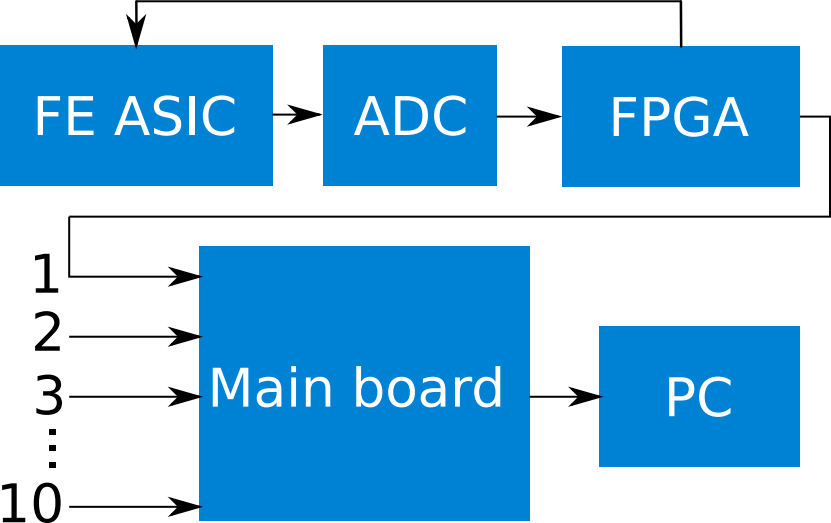 FE ASIC
ADC
FPGA
1
2
3
⋮
10
Main board
PC